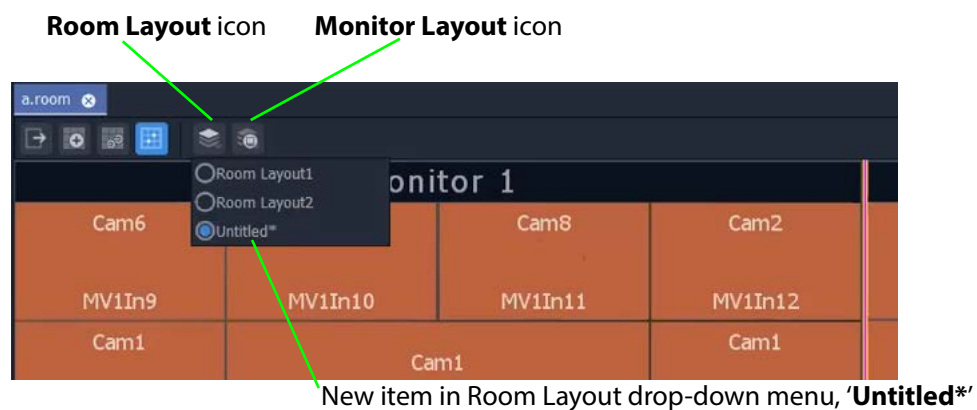 Room Layout icon Monitor Layout icon
a.room
Room Layout1
Room Layout2
Untitled*
onitor 1
Cam6 Cam8 Cam2
MV1In9 MV1In10 MV1In11 MV1In12
Cam1 Cam1 Cam1
New item in Room Layout drop-down menu, ‘Untitled*’